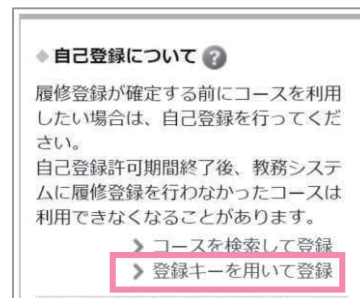 ◆自己登録について ?
履修登録が確定する前にコースを利用
したい場合は、自己登録を行ってくだ
さい。
自己登録許可期間終了後、教務システ
ムに履修登録を行わなかったコースは
利用できなくなることがあります。
> コースを検索して登録
> 登録キーを用いて登録